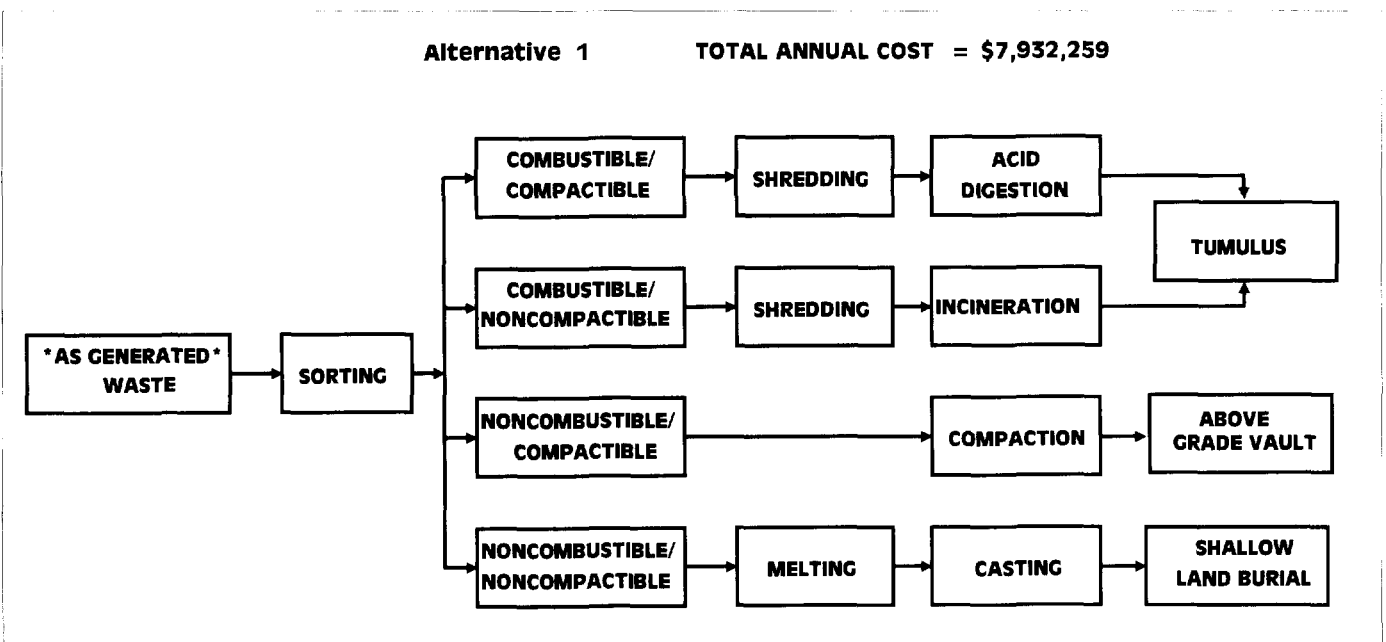 Alternative 1 TOTAL ANNUAL COST = $7,932,259
COMBUSTIBLE/
COMPACTIBLE
SHREDDING
ACID
DIGESTION
TUMULUS
COMBUSTIBLE/
NONCOMPACTIBLE
SHREDDING
INCINERATION
*AS GENERATED*
WASTE
SORTING
NONCOMBUSTIBLE/
COMPACTIBLE
COMPACTION
ABOVE
GRADE VAULT
NONCOMBUSTIBLE/
NONCOMPACTIBLE
MELTING
CASTING
SHALLOW
LAND BURIAL